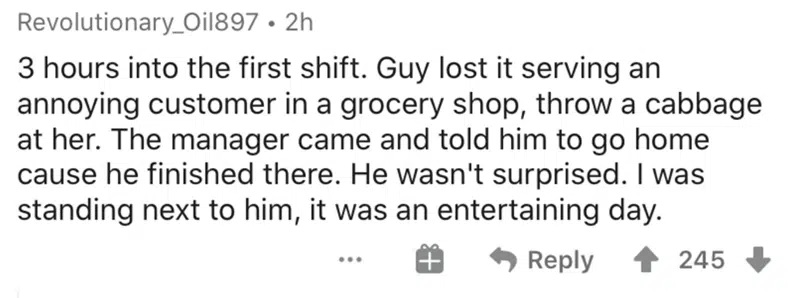 Revolutionary_Oil897 • 2h
3 hours into the first shift. Guy lost it serving an
annoying customer in a grocery shop, throw a cabbage
at her. The manager came and told him to go home
cause he finished there. He wasn't surprised. I was
standing next to him, it was an entertaining day.
... Reply 245